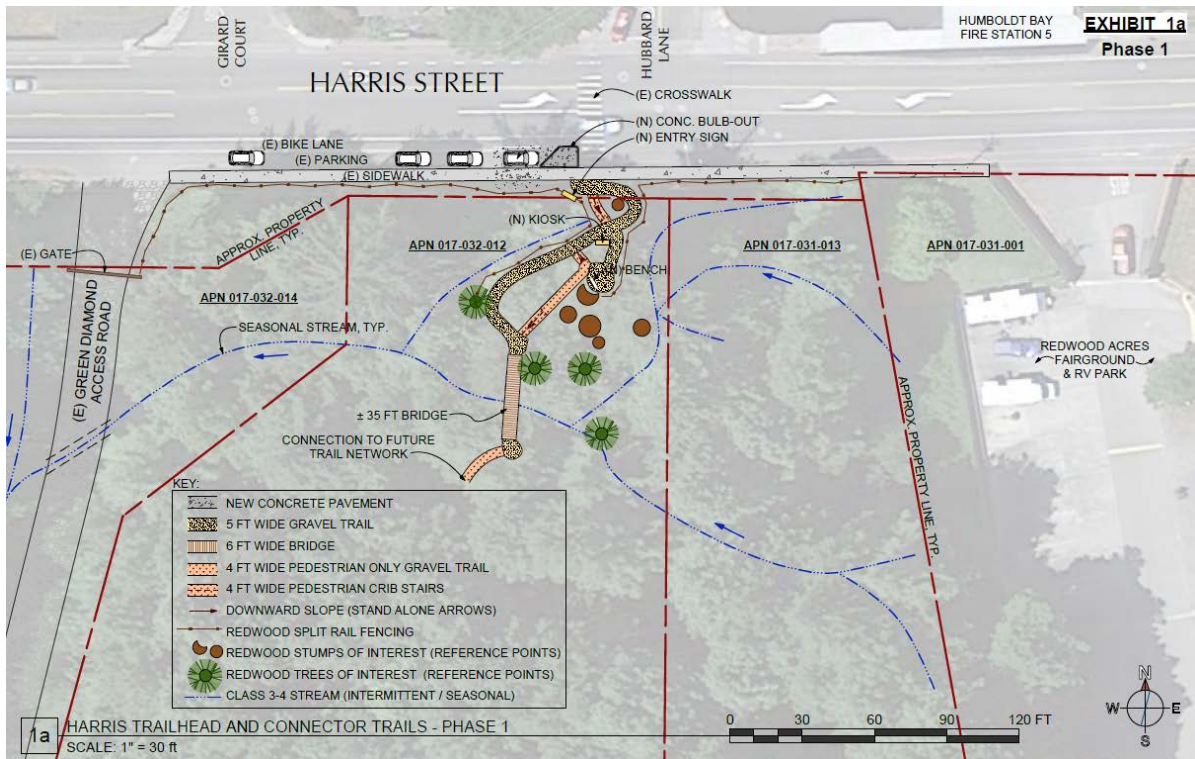 EXHIBIT 1a
Phase 1
HUMBOLDT BAY
FIRE STATION 5
GIRARD
COURT
HUBBARD
LANE
HARRIS STREET
(E) CROSSWALK
(N) CONC. BULB-OUT
(N) ENTRY SIGN
(E) BIKE LANE
(E) PARKING
(E) SIDEWALK
APPROX. PROPERTY
LINE, TYP.
(N) KIOSK
APN 017-032-012
APN 017-031-013
APN 017-031-001
(E) GATE
(N) BENCH
APN 017-032-014
SEASONAL STREAM, TYP.
(E) GREEN DIAMOND
ACCESS ROAD
REDWOOD ACRES
FAIRGROUND
& RV PARK
APPROX. PROPERTY LINE, TYP.
± 35 FT BRIDGE
CONNECTION TO FUTURE
TRAIL NETWORK
KEY:
NEW CONCRETE PAVEMENT
5 FT WIDE GRAVEL TRAIL
6 FT WIDE BRIDGE
4 FT WIDE PEDESTRIAN ONLY GRAVEL TRAIL
4 FT WIDE PEDESTRIAN CRIB STAIRS
DOWNWARD SLOPE (STAND ALONE ARROWS)
REDWOOD SPLIT RAIL FENCING
REDWOOD STUMPS OF INTEREST (REFERENCE POINTS)
REDWOOD TREES OF INTEREST (REFERENCE POINTS)
CLASS 3-4 STREAM (INTERMITTENT / SEASONAL)
1a
HARRIS TRAILHEAD AND CONNECTOR TRAILS - PHASE 1
SCALE: 1" = 30 ft
0 30 60 90 120 FT
N
W E
S